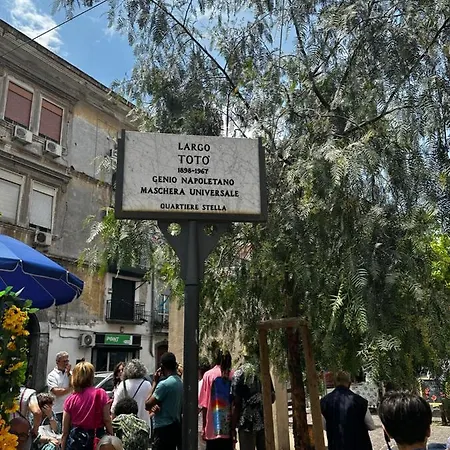 LARGO
TOTÒ
1898-1967
GENIO NAPOLETANO
MASCHERA UNIVERSALE
QUARTIERE STELLA